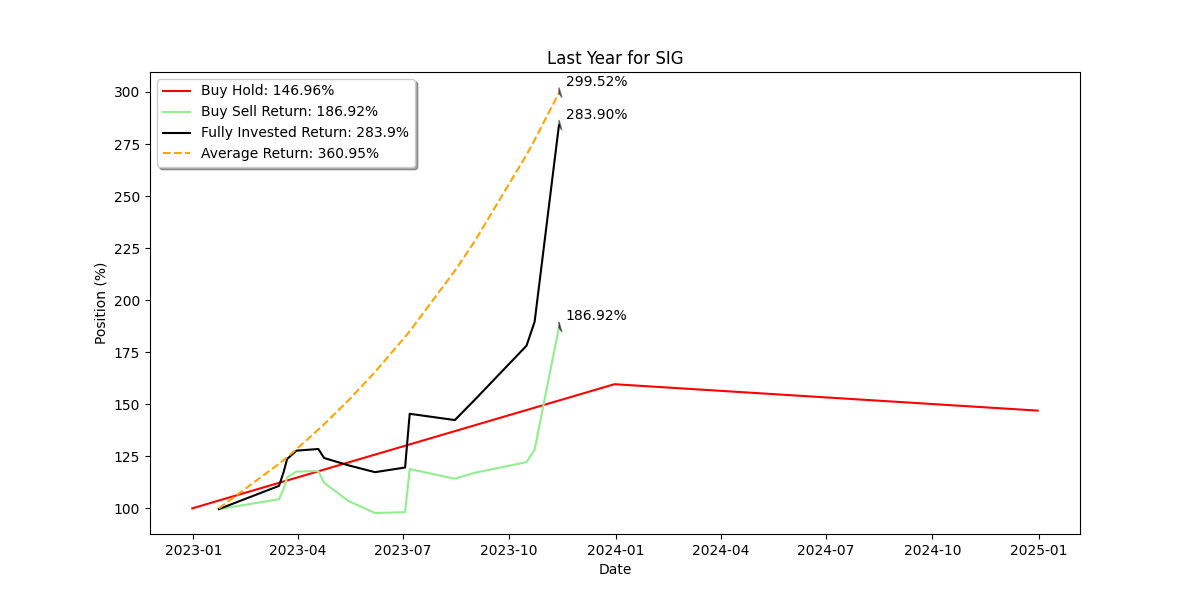 Last Year for SIG
Buy Hold: 146.96%
Buy Sell Return: 186.92%
Fully Invested Return: 283.9%
Average Return: 360.95%
299.52%
283.90%
186.92%
Position (%)
300
275
250
225
200
175
150
125
100
2023-01 2023-04 2023-07 2023-10 2024-01 2024-04 2024-07 2024-10 2025-01
Date